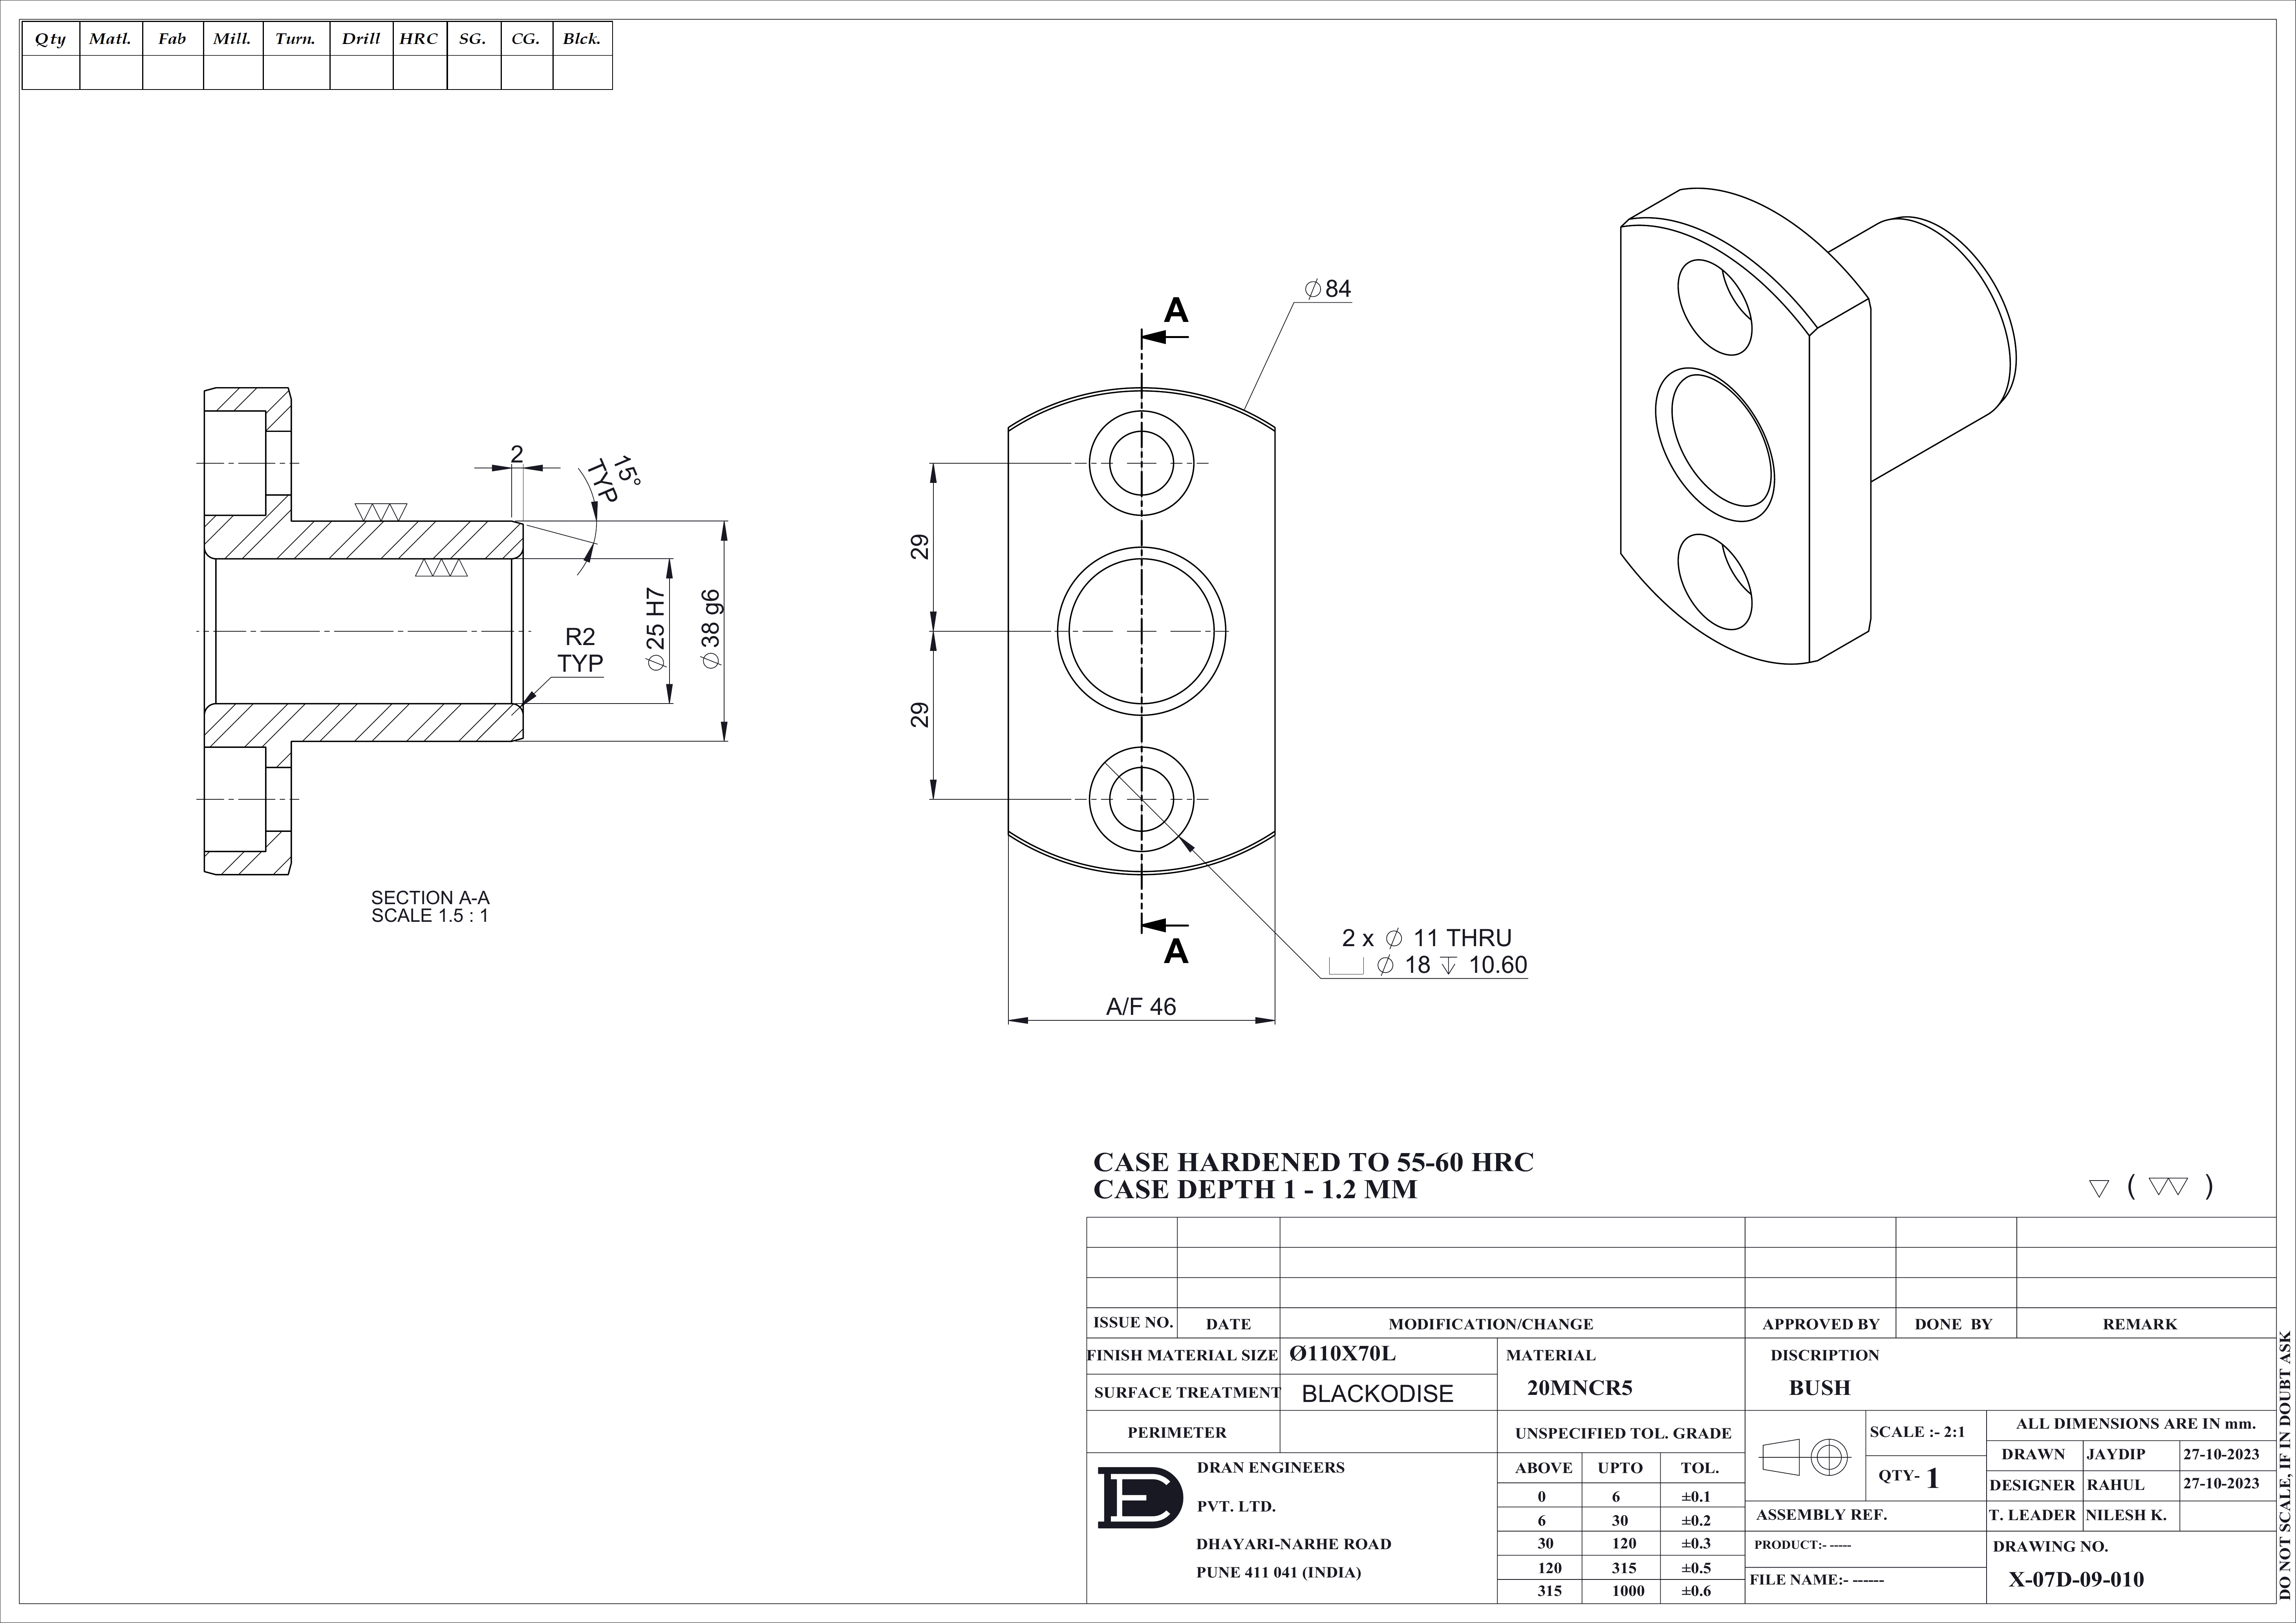 Qty Matl. Fab Mill. Turn. Drill HRC SG. CG. Blck.
A
⌀84
2
15°
TYP
29
29
⌀25 H7
⌀38 g6
R2
TYP
SECTION A-A
SCALE 1.5 : 1
A
2 x ⌀ 11 THRU
⌴ ⌀ 18 ↧ 10.60
A/F 46
CASE HARDENED TO 55-60 HRC
CASE DEPTH 1 - 1.2 MM
( )
ISSUE NO. DATE MODIFICATION/CHANGE APPROVED BY DONE BY REMARK
FINISH MATERIAL SIZE Ø110X70L MATERIAL DISCRIPTION
SURFACE TREATMENT BLACKODISE 20MNCR5 BUSH
PERIMETER UNSPECIFIED TOL. GRADE SCALE :- 2:1 ALL DIMENSIONS ARE IN mm.
DRAN ENGINEERS ABOVE UPTO TOL. QTY- 1 DRAWN JAYDIP 27-10-2023
0 6 ±0.1 DESIGNER RAHUL 27-10-2023
PVT. LTD. 6 30 ±0.2 ASSEMBLY REF. T. LEADER NILESH K.
DHAYARI-NARHE ROAD 30 120 ±0.3 PRODUCT:- ----- DRAWING NO.
PUNE 411 041 (INDIA) 120 315 ±0.5 FILE NAME:- ------ X-07D-09-010
315 1000 ±0.6
DO NOT SCALE, IF IN DOUBT ASK